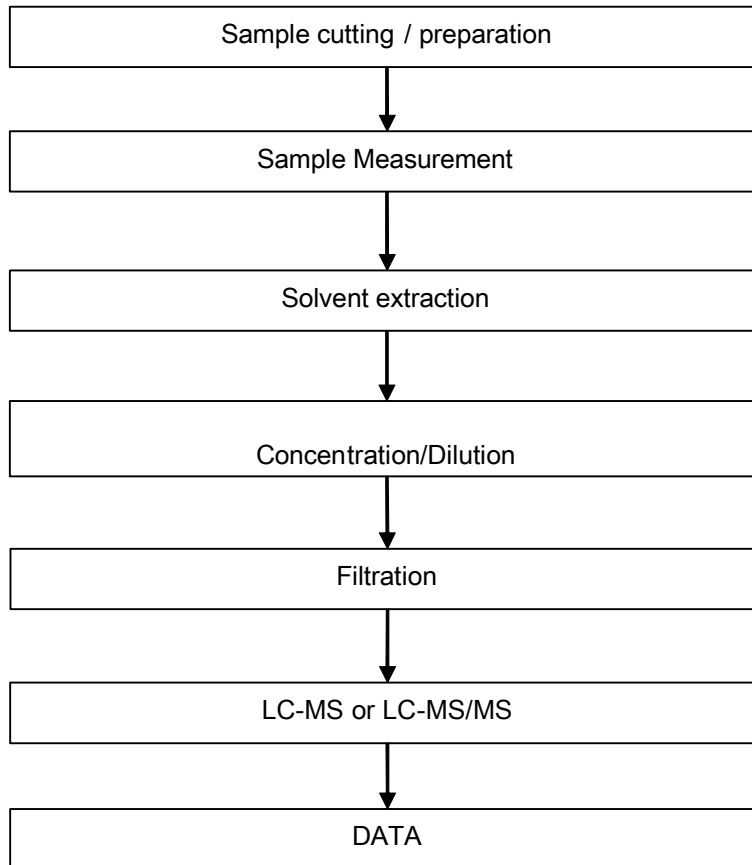 Sample cutting / preparation
Sample Measurement
Solvent extraction
Concentration/Dilution
Filtration
LC-MS or LC-MS/MS
DATA